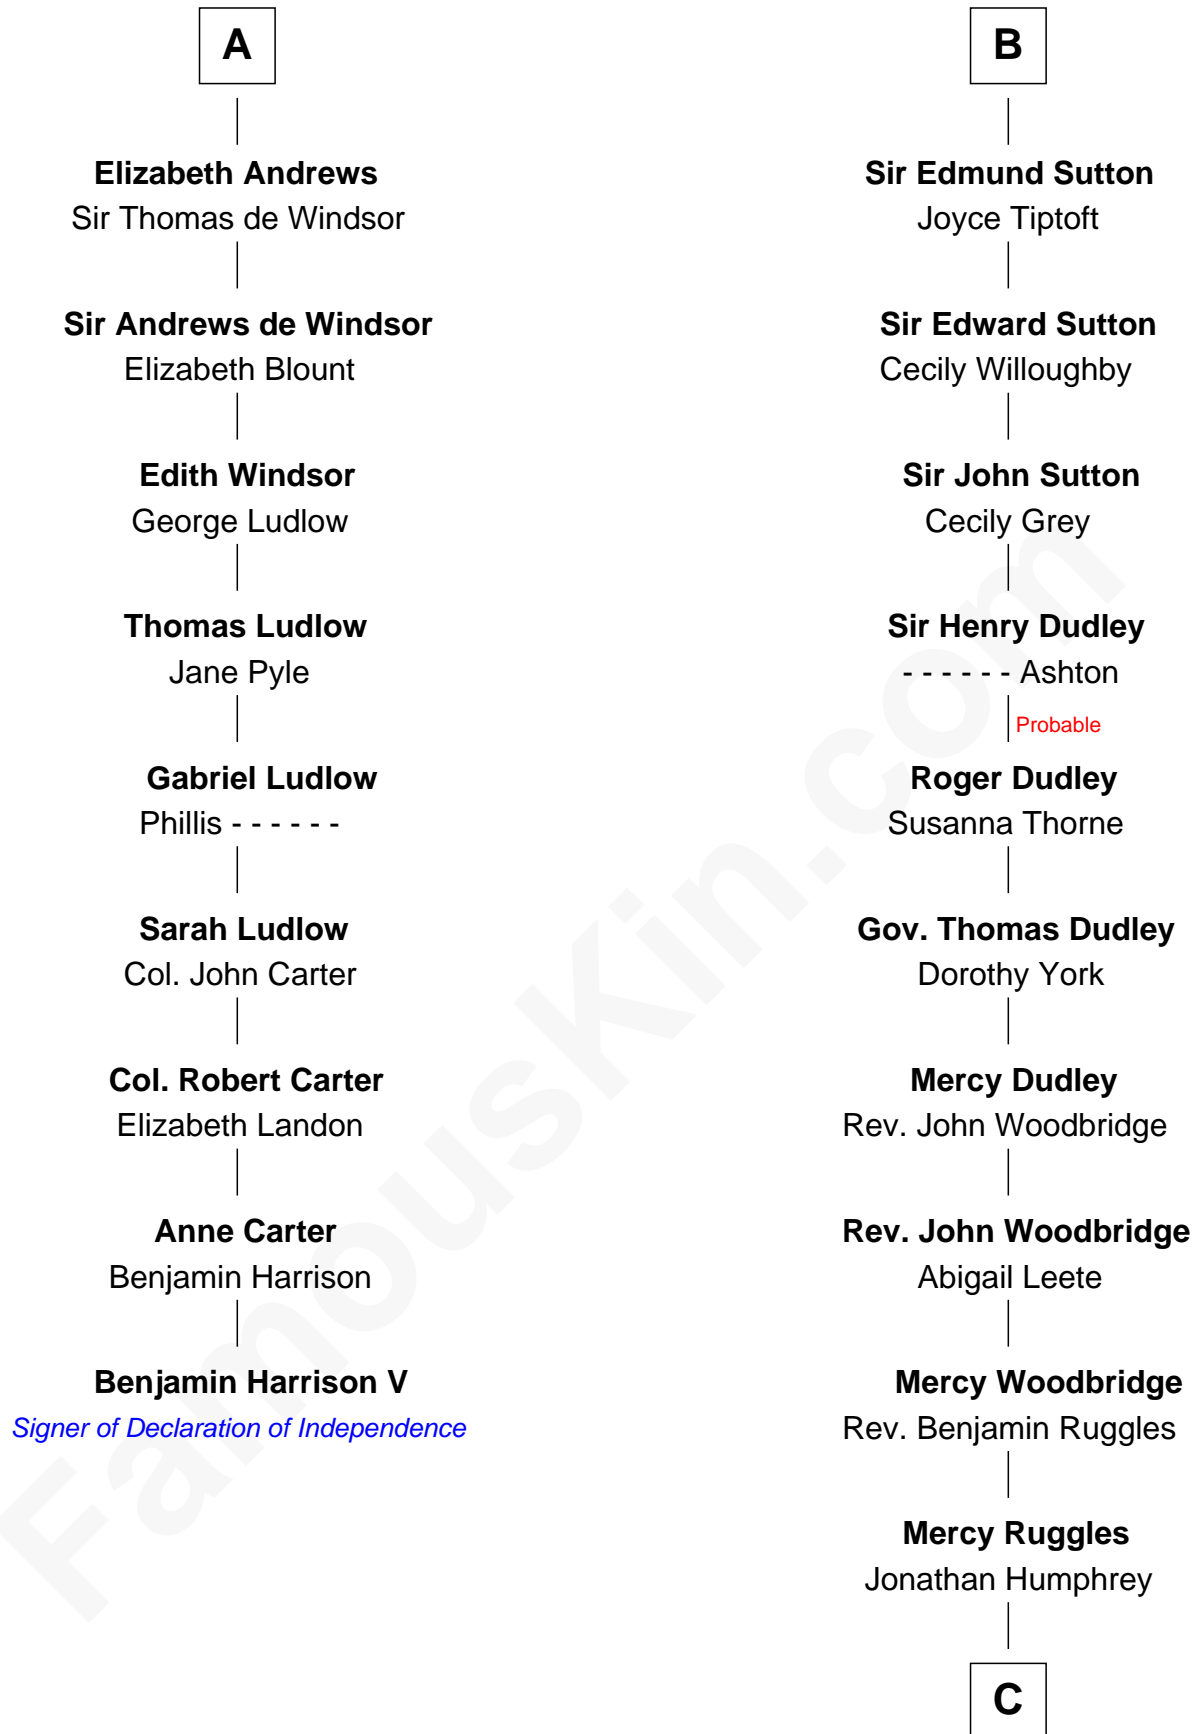 A
Elizabeth Andrews
Sir Thomas de Windsor
Sir Andrews de Windsor
Elizabeth Blount
Edith Windsor
George Ludlow
Thomas Ludlow
Jane Pyle
Gabriel Ludlow
Phillis - - - - - -
Sarah Ludlow
Col. John Carter
Col. Robert Carter
Elizabeth Landon
Anne Carter
Benjamin Harrison
Benjamin Harrison V
Signer of Declaration of Independence
B
Sir Edmund Sutton
Joyce Tiptoft
Sir Edward Sutton
Cecily Willoughby
Sir John Sutton
Cecily Grey
Sir Henry Dudley
- - - - - - Ashton
Probable
Roger Dudley
Susanna Thorne
Gov. Thomas Dudley
Dorothy York
Mercy Dudley
Rev. John Woodbridge
Rev. John Woodbridge
Abigail Leete
Mercy Woodbridge
Rev. Benjamin Ruggles
Mercy Ruggles
Jonathan Humphrey
C
FamousKin.com